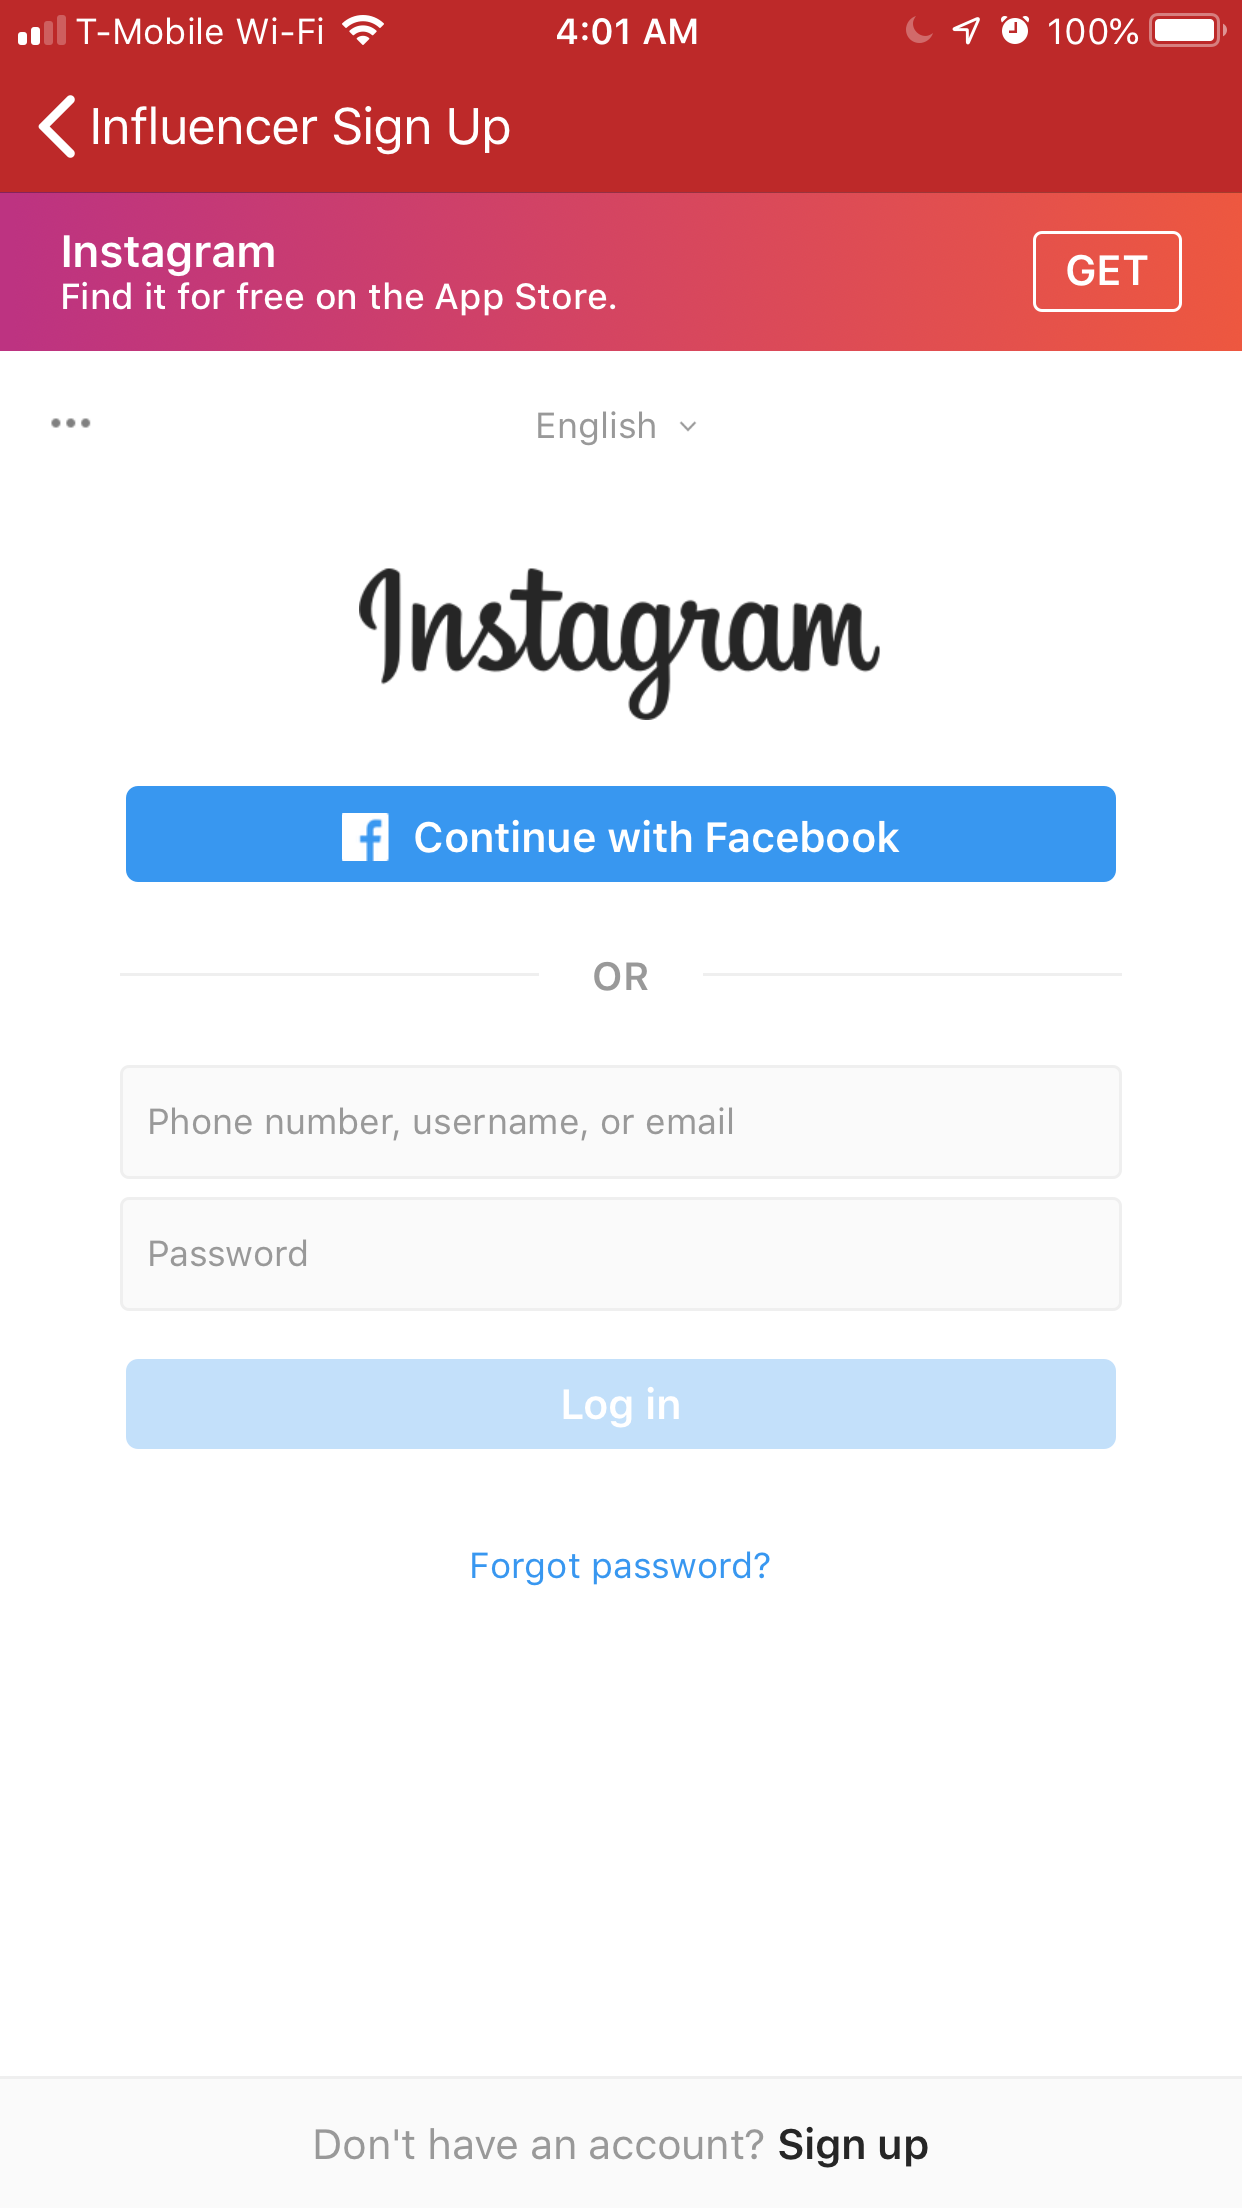 T-Mobile Wi-Fi 4:01 AM 100%
Influencer Sign Up
Instagram
Find it for free on the App Store.
GET
English
Instagram
Continue with Facebook
OR
Phone number, username, or email
Password
Log in
Forgot password?
Don't have an account? Sign up